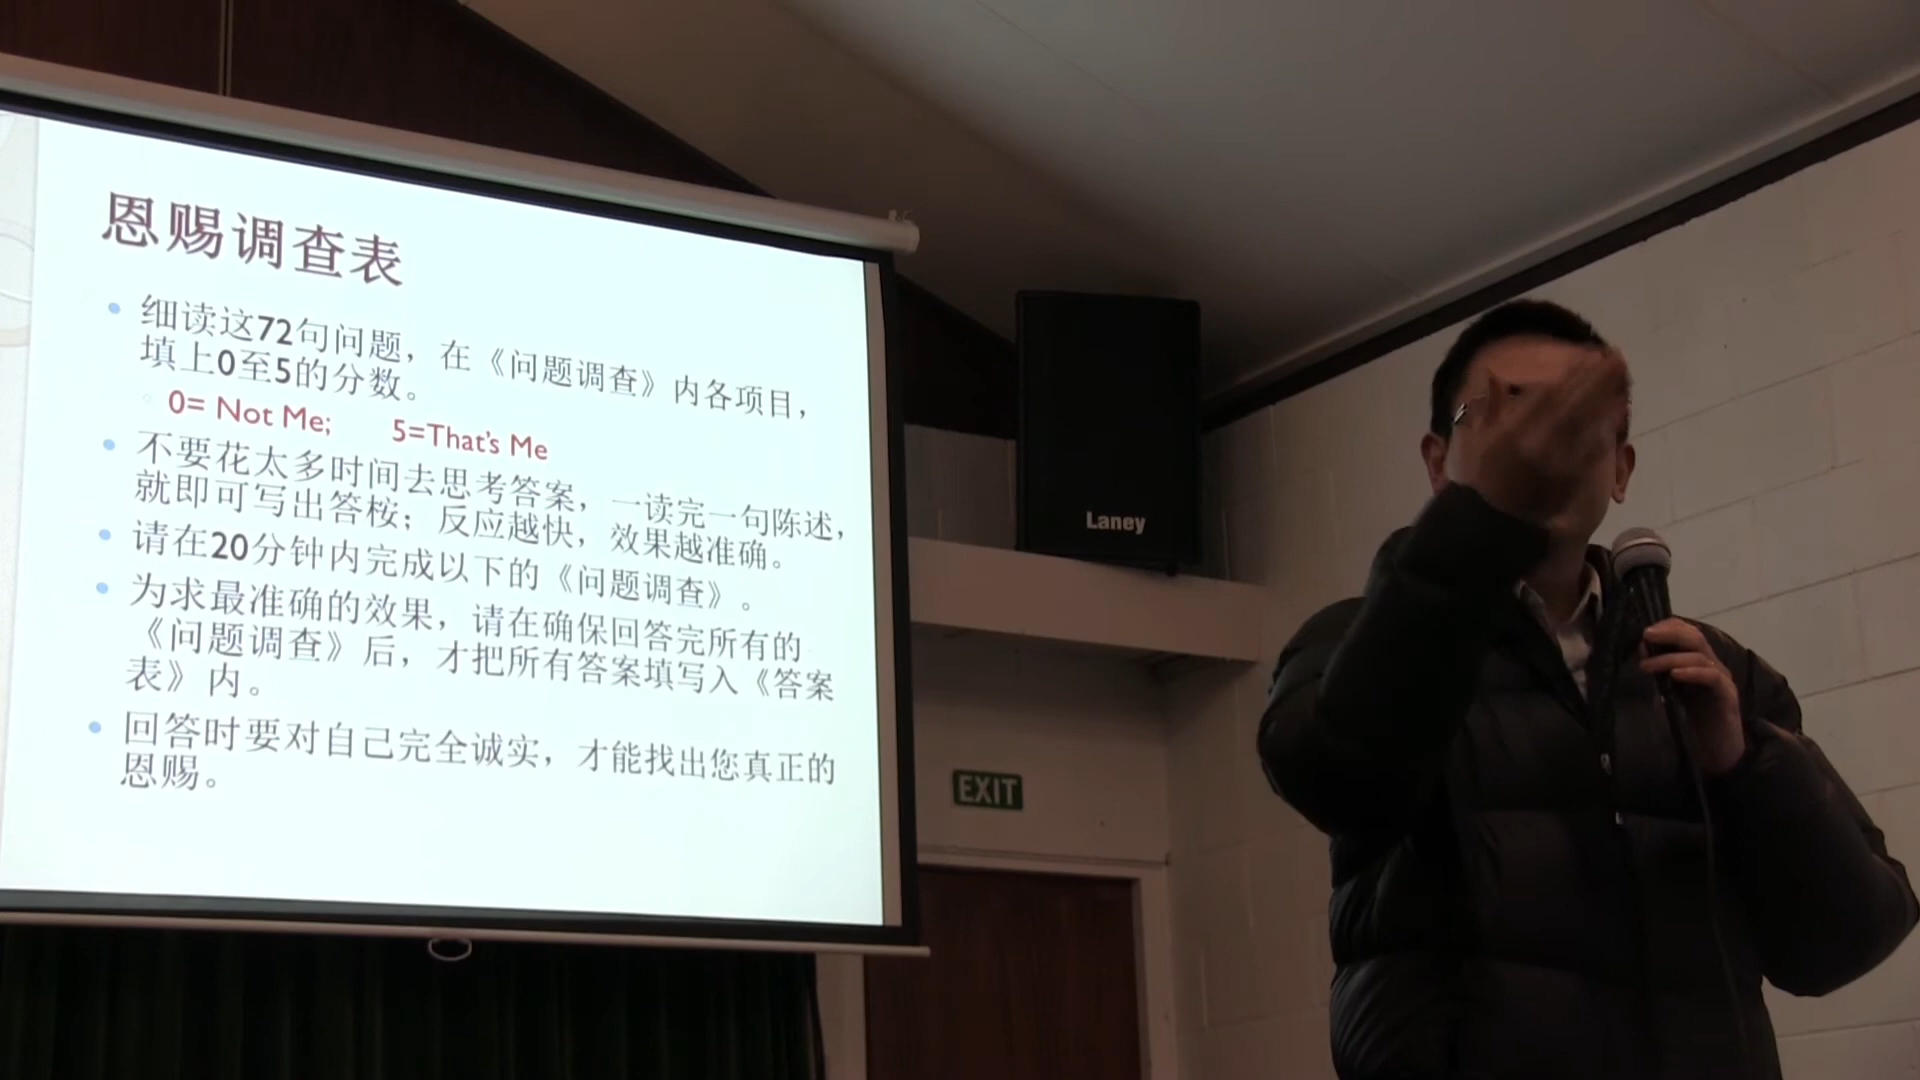 恩赐调查表
细读这72句问题，在《问题调查》内各项目，
填上0至5的分数。
0= Not Me; 5=That's Me
不要花太多时间去思考答案，一读完一句陈述，
就即可写出答桉；反应越快，效果越准确。
请在20分钟内完成以下的《问题调查》。
为求最准确的效果，请在确保回答完所有的
《问题调查》后，才把所有答案填写入《答案
表》内。
回答时要对自己完全诚实，才能找出您真正的
恩赐。
Laney
EXIT